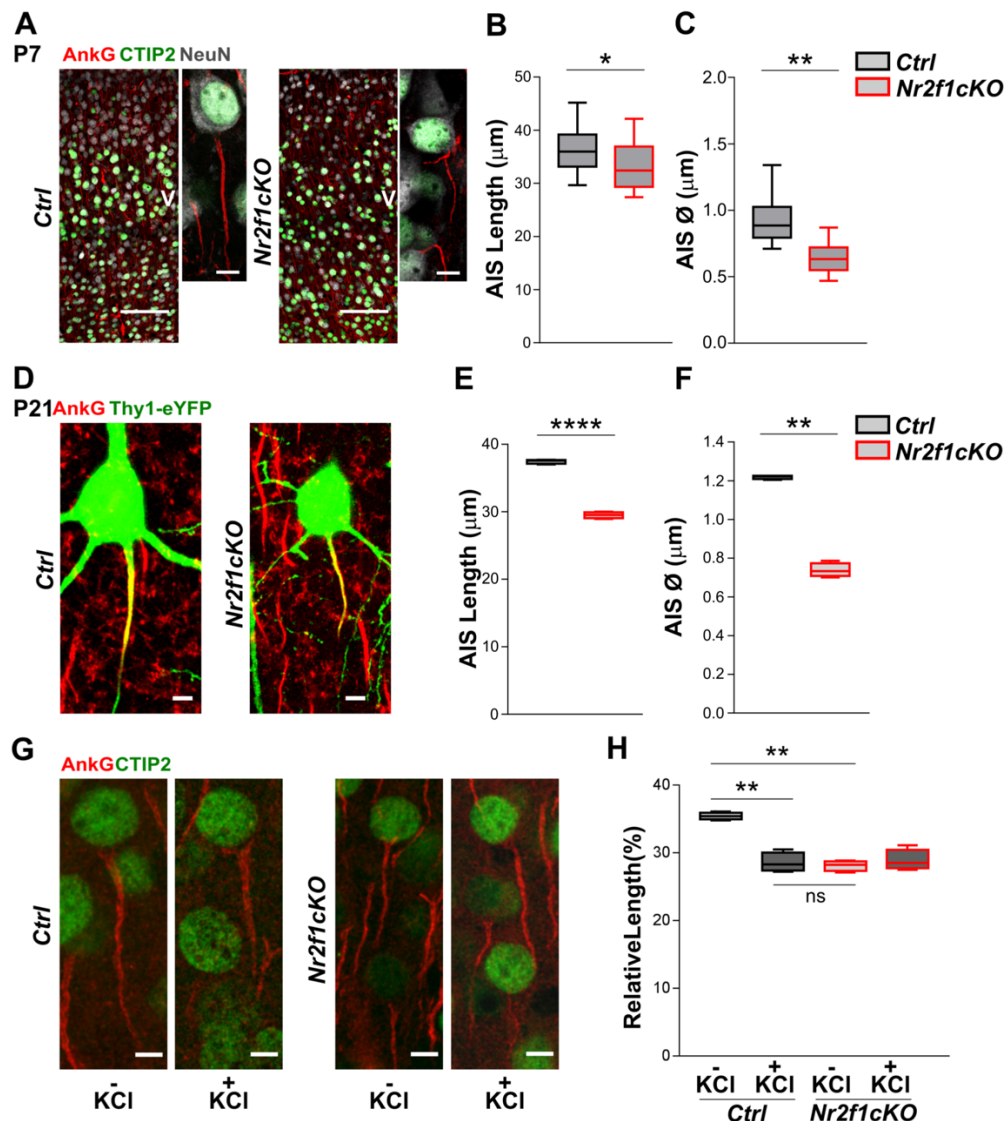 A
P7 AnkG CTIP2 NeuN
Ctrl
Nr2f1cKO
V
V
B
*
AIS Length (μm)
50
40
30
20
10
0
C
**
AIS Ø (μm)
2.0
1.5
1.0
0.5
0.0
Ctrl
Nr2f1cKO
D
P21 AnkG Thy1-eYFP
Ctrl
Nr2f1cKO
E
****
AIS Length (μm)
40
30
20
10
0
F
**
AIS Ø (μm)
1.4
1.2
1.0
0.8
0.6
0.4
0.2
0.0
Ctrl
Nr2f1cKO
G
AnkGCTIP2
Ctrl
Nr2f1cKO
- + - +
KCl KCl KCl KCl
H
**
**
ns
RelativeLength(%)
40
30
20
10
0
- + - +
KCl KCl KCl KCl
Ctrl Nr2f1cKO